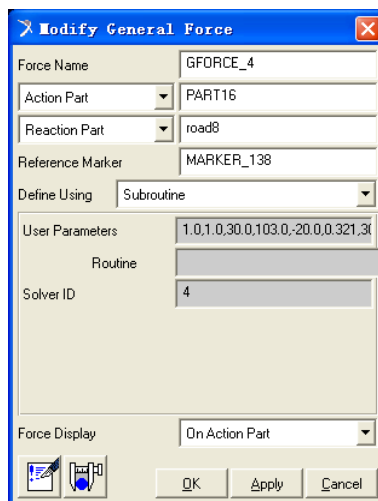 Modify General Force
Force Name GFORCE_4
Action Part PART16
Reaction Part road8
Reference Marker MARKER_138
Define Using Subroutine
User Parameters 1.0,1.0,30.0,103.0,-20.0,0.321,30
Routine
Solver ID 4
Force Display On Action Part
OK Apply Cancel